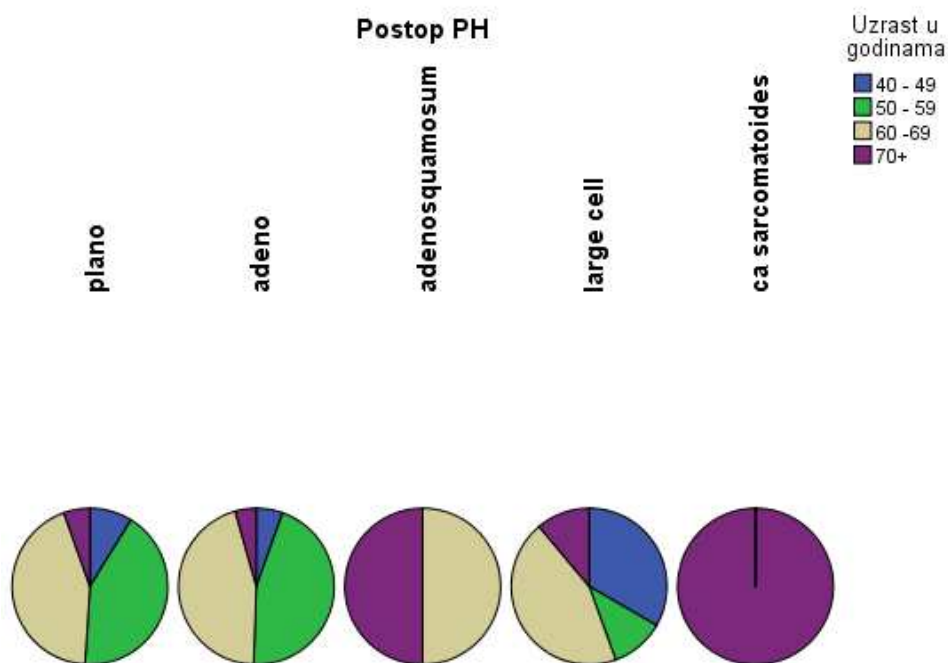 Postop PH
plano
adeno
adenosquamosum
large cell
ca sarcomatoides
Uzrast u
godinama
40 - 49
50 - 59
60 -69
70+